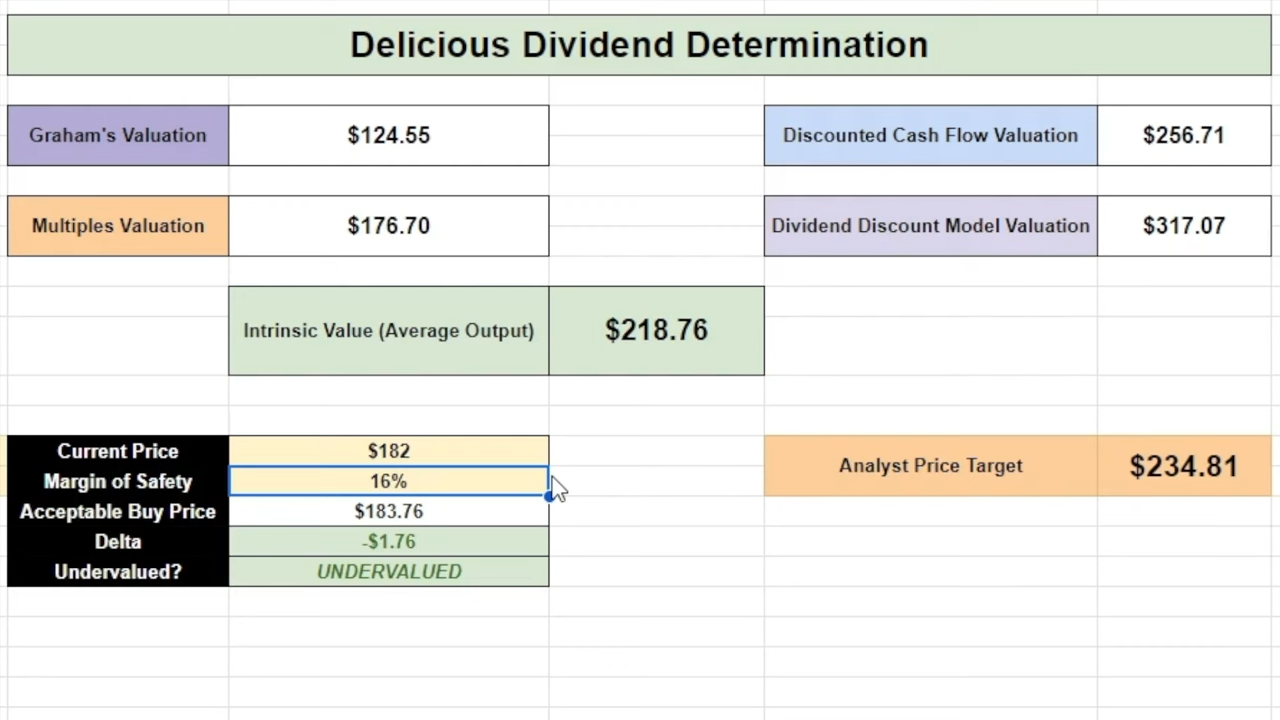 Delicious Dividend Determination
Graham's Valuation $124.55 Discounted Cash Flow Valuation $256.71
Multiples Valuation $176.70 Dividend Discount Model Valuation $317.07
Intrinsic Value (Average Output) $218.76
Current Price $182
Margin of Safety 16%
Analyst Price Target $234.81
Acceptable Buy Price $183.76
Delta -$1.76
Undervalued? UNDERVALUED